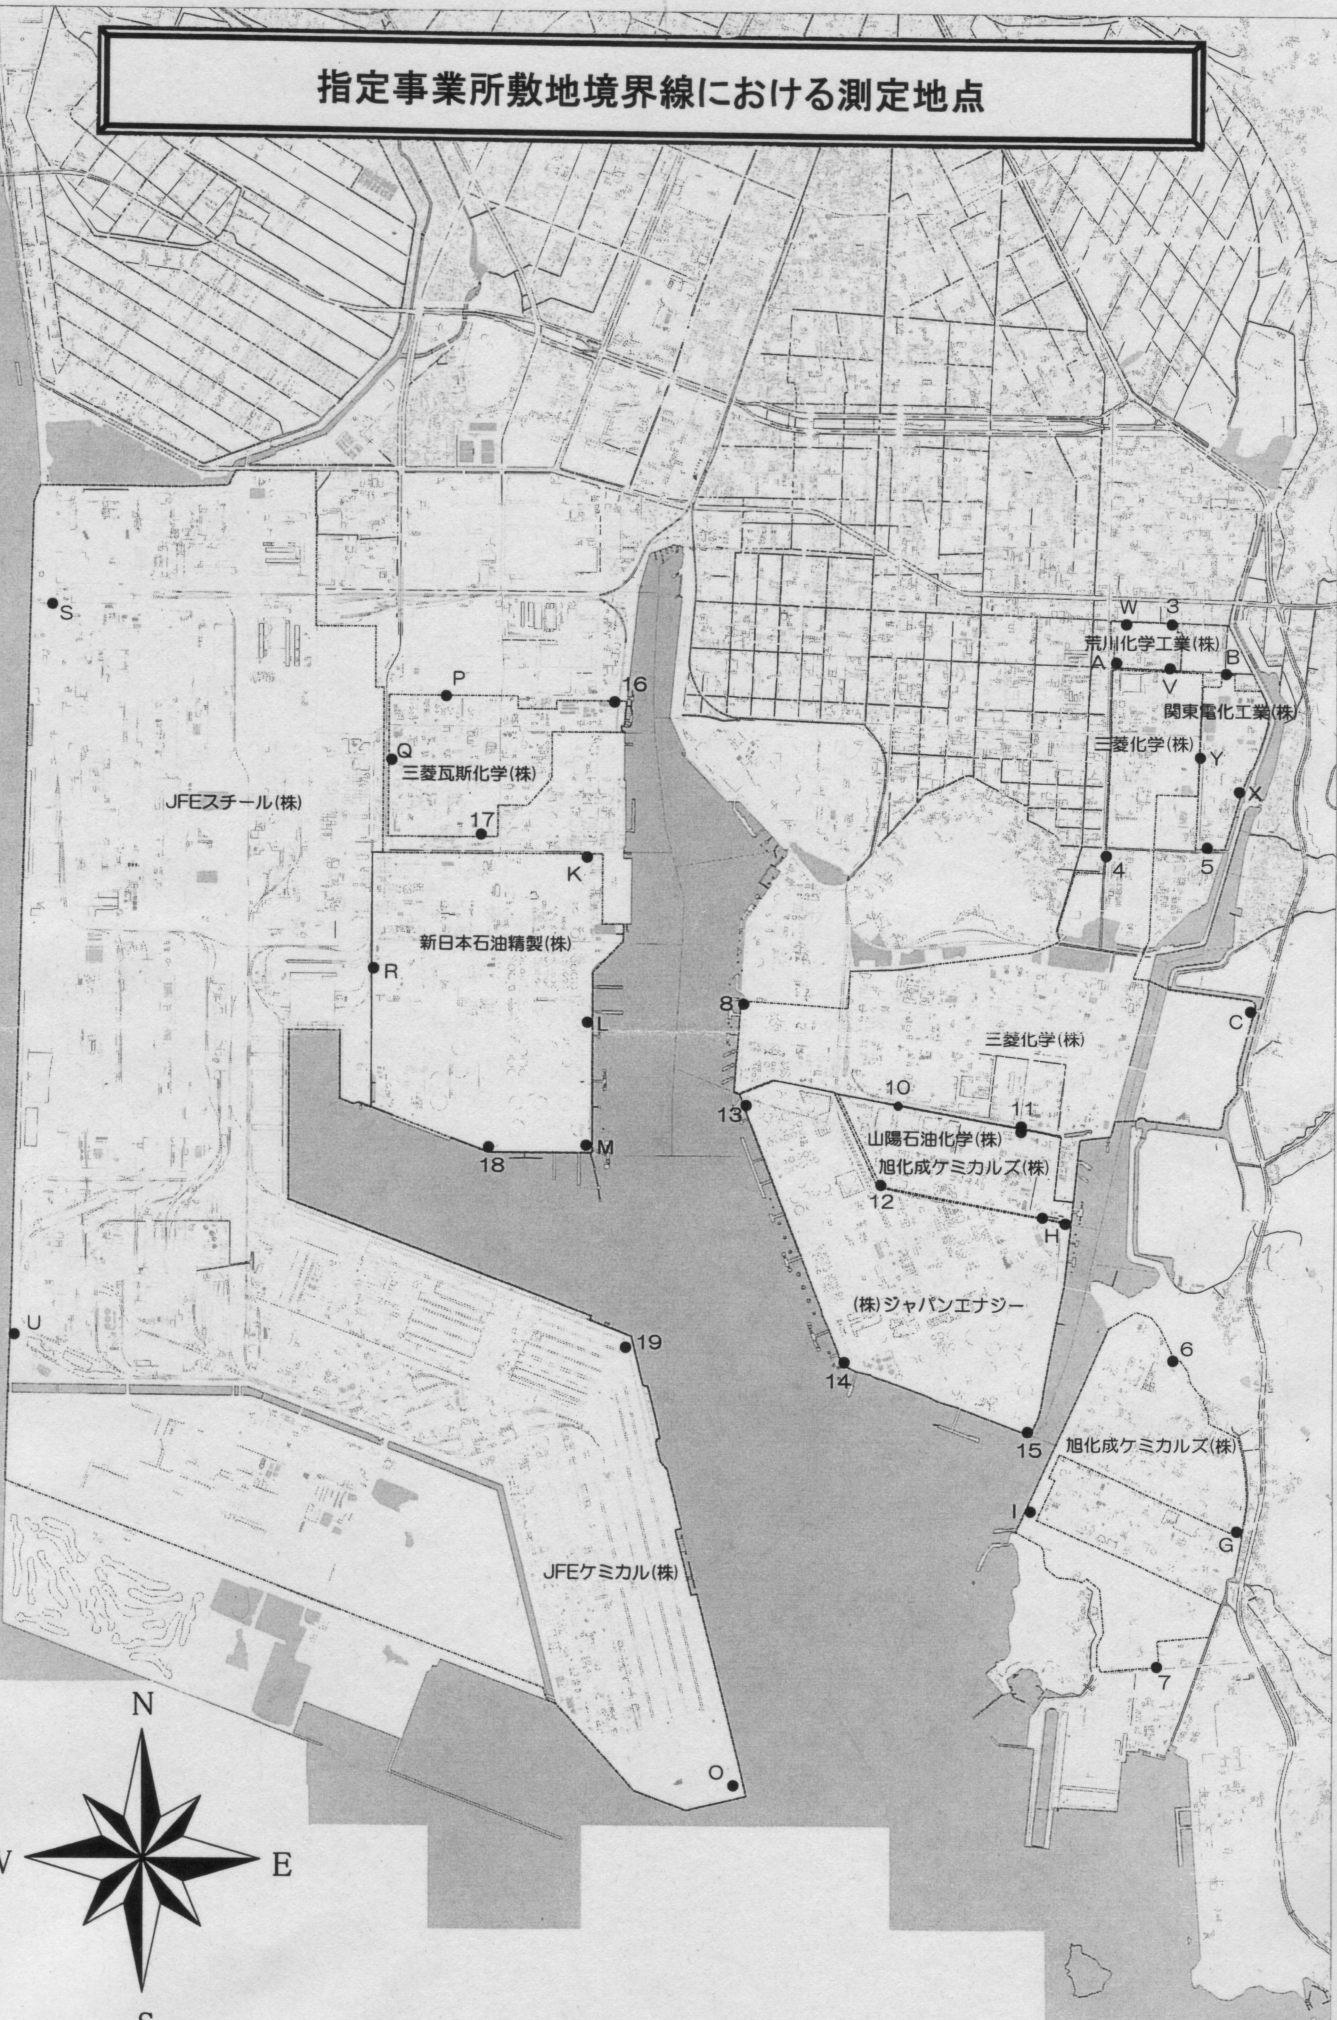 指定事業所敷地境界線における測定地点
S
W
3
荒川化学工業(株)
A
V
B
P
16
関東電化工業(株)
Q
三菱化学(株)
Y
三菱瓦斯化学(株)
X
JFEスチール(株)
17
K
4
5
新日本石油精製(株)
R
8
L
C
三菱化学(株)
10
13
11
山陽石油化学(株)
18
M
旭化成ケミカルズ(株)
12
H
(株)ジャパンエナジー
U
19
6
14
15
旭化成ケミカルズ(株)
I
G
JFEケミカル(株)
7
N
O
W
E
S